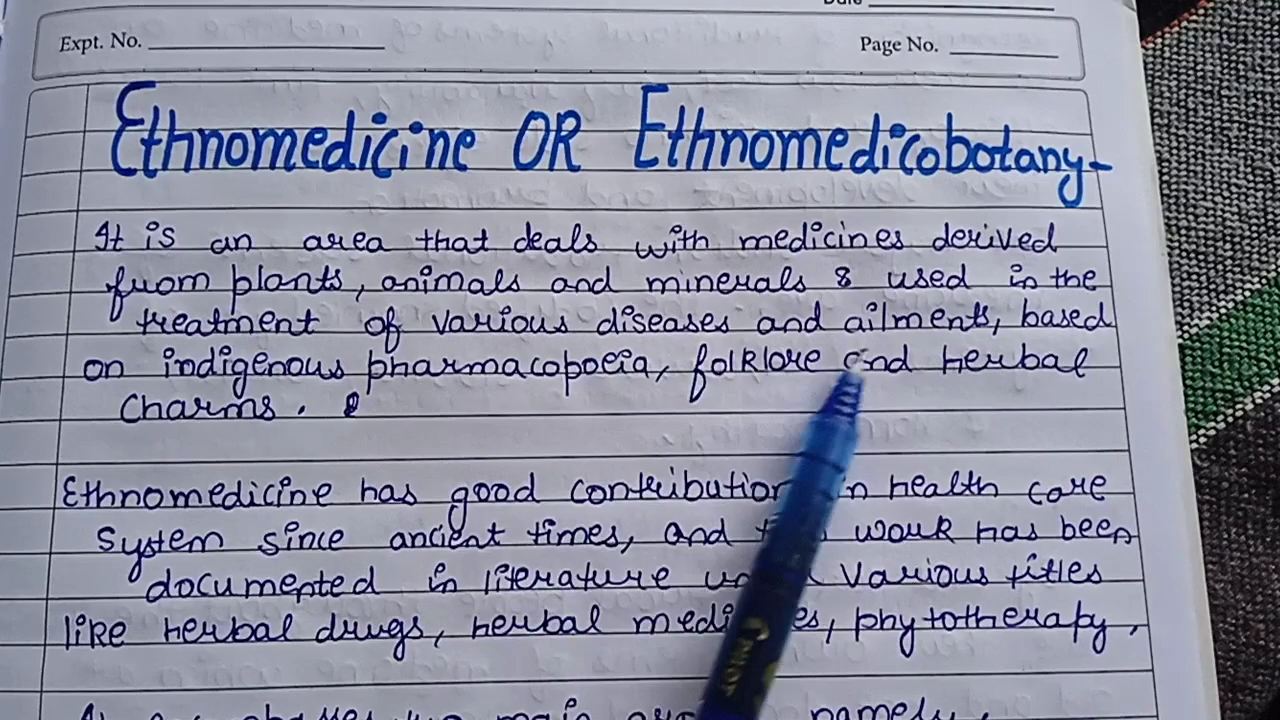 Date
Expt. No.
Page No.
Ethnomedicine OR Ethnomedicobotany-
It is an area that deals with medicines derived
from plants, animals and minerals & used in the
treatment of various diseases and ailments, based
on indigenous pharmacopoeia, folklore and herbal
Charms.
Ethnomedicine has good contribution in health care
System since ancient times, and work has been
documented in literature various titles
like herbal drugs, herbal phytotherapy,
main namely,